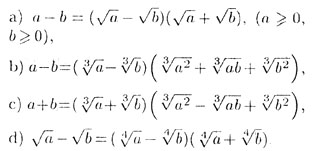 a) a − b = (√a − √b)(√a + √b), (a ⩾ 0,
b ⩾ 0),
b) a−b=(∛a − ∛b)(∛a² + ∛ab + ∛b²),
c) a+b=(∛a + ∛b)(∛a² − ∛ab + ∛b²),
d) √a − √b = (∜a − ∜b)(∜a + ∜b)